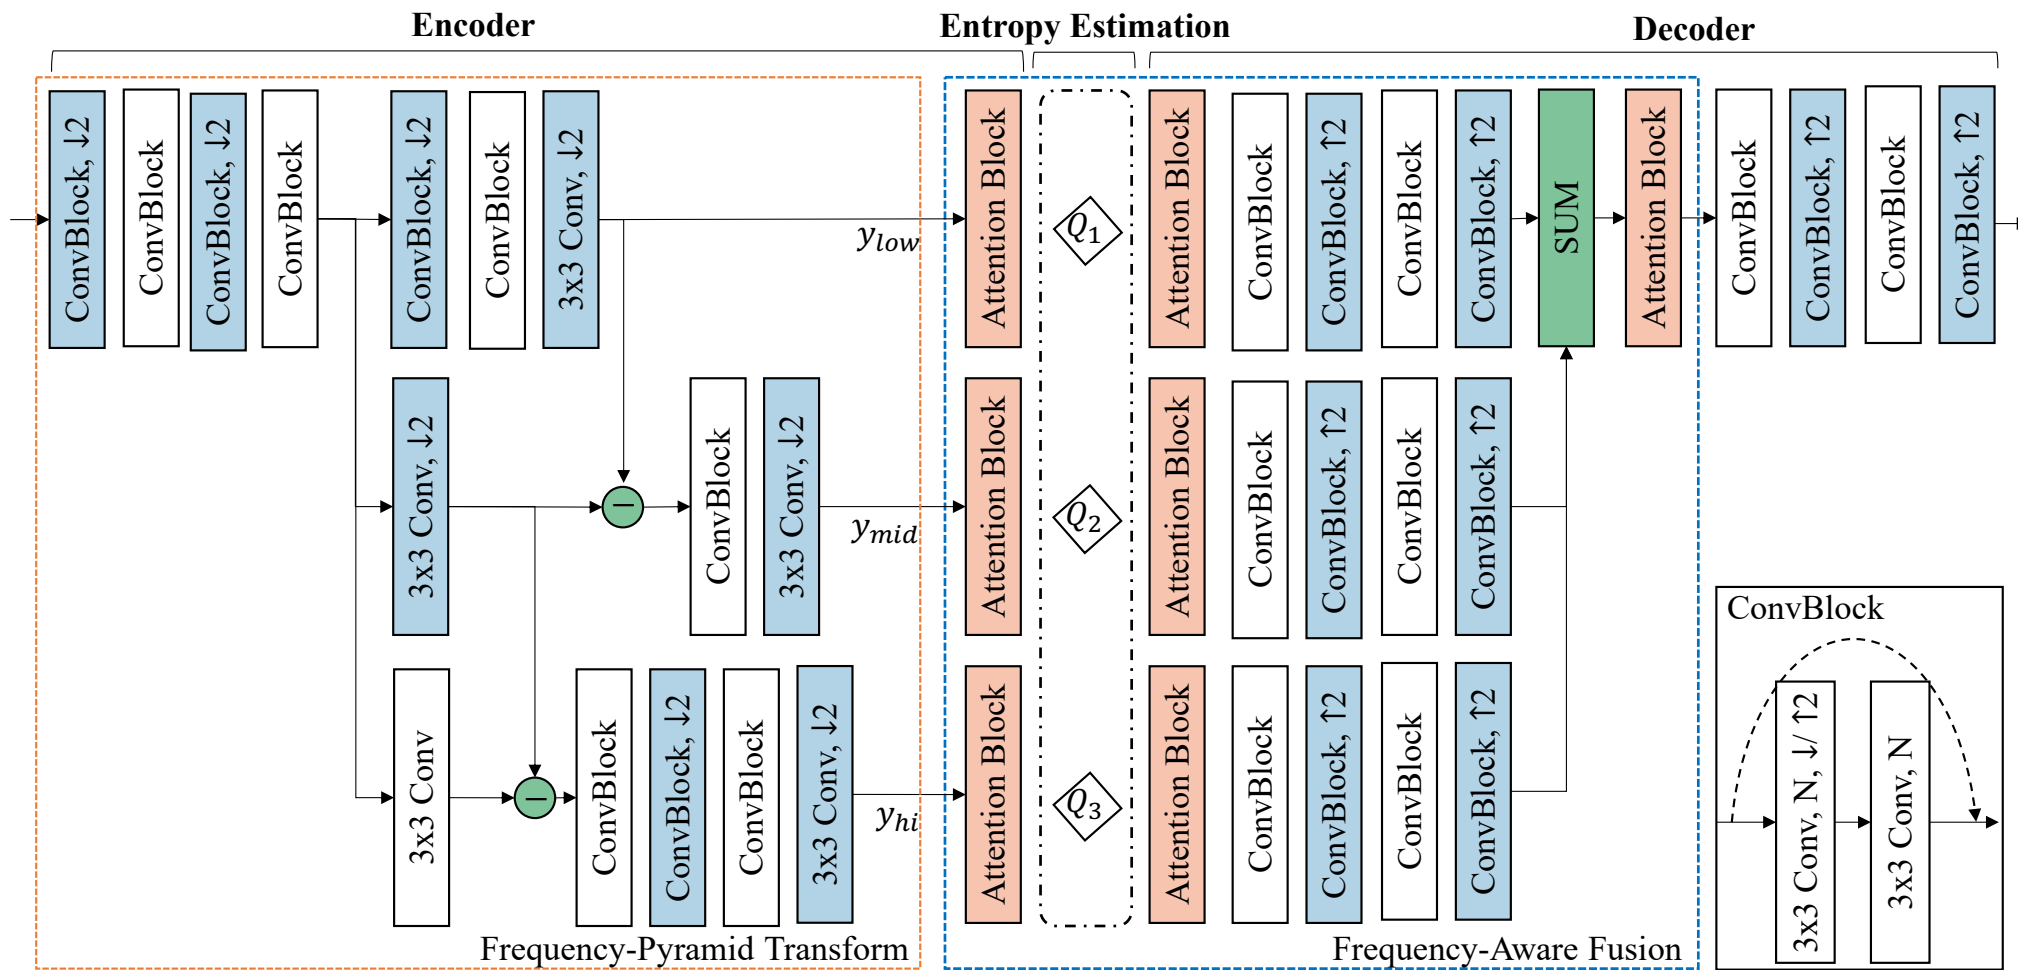 Encoder
Entropy Estimation
Decoder
ConvBlock, ↓2
ConvBlock
ConvBlock, ↓2
ConvBlock
ConvBlock, ↓2
ConvBlock
3x3 Conv, ↓2
y_low
Attention Block
Q_1
Attention Block
ConvBlock
ConvBlock, ↑2
ConvBlock
ConvBlock, ↑2
SUM
Attention Block
ConvBlock
ConvBlock, ↑2
ConvBlock
ConvBlock, ↑2
3x3 Conv, ↓2
−
ConvBlock
3x3 Conv, ↓2
y_mid
Attention Block
Q_2
Attention Block
ConvBlock
ConvBlock, ↑2
ConvBlock
ConvBlock, ↑2
3x3 Conv
−
ConvBlock
ConvBlock, ↓2
ConvBlock
3x3 Conv, ↓2
y_hi
Attention Block
Q_3
Attention Block
ConvBlock
ConvBlock, ↑2
ConvBlock
ConvBlock, ↑2
Frequency-Pyramid Transform
Frequency-Aware Fusion
ConvBlock
3x3 Conv, N, ↓/↑2
3x3 Conv, N